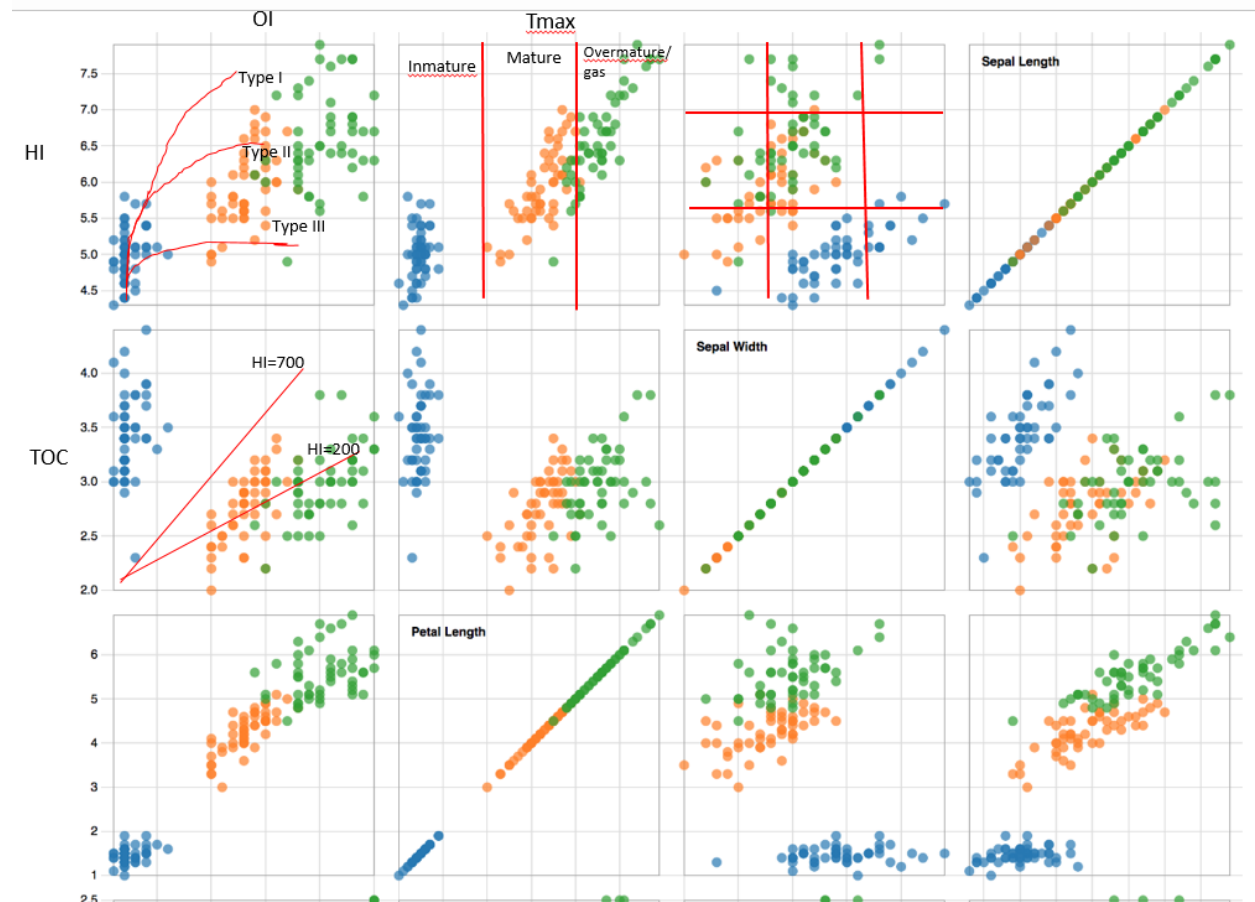 OI
Tmax
HI
7.5
7.0
6.5
6.0
5.5
5.0
4.5
Type I
Type II
Type III
Inmature
Mature
Overmature/
gas
Sepal Length
TOC
4.0
3.5
3.0
2.5
2.0
HI=700
HI=200
Sepal Width
6
5
4
3
2
1
Petal Length
2.5